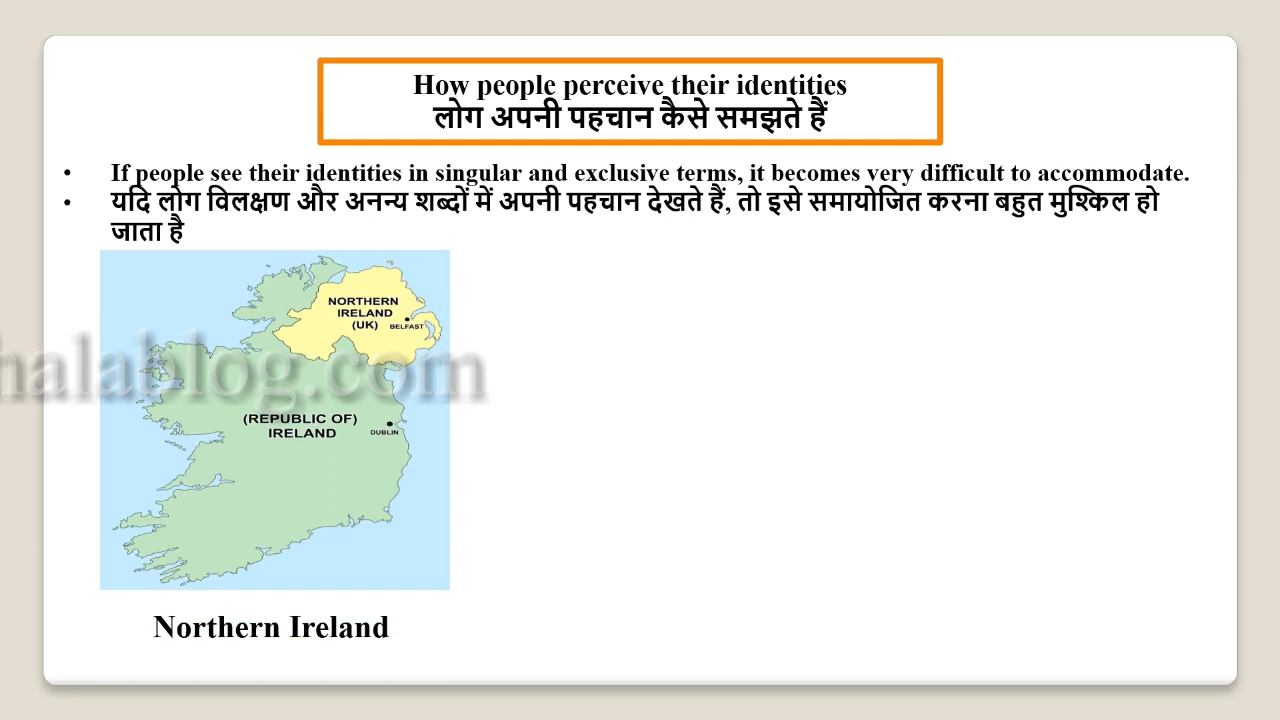 How people perceive their identities
लोग अपनी पहचान कैसे समझते हैं
• If people see their identities in singular and exclusive terms, it becomes very difficult to accommodate.
• यदि लोग विलक्षण और अनन्य शब्दों में अपनी पहचान देखते हैं, तो इसे समायोजित करना बहुत मुश्किल हो
जाता है
NORTHERN
IRELAND
(UK)
BELFAST
halablog.com
(REPUBLIC OF)
IRELAND
DUBLIN
Northern Ireland